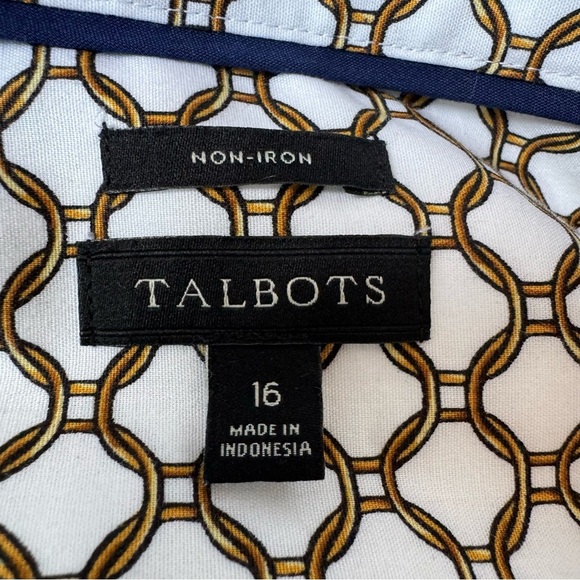 NON-IRON
TALBOTS
16
MADE IN
INDONESIA